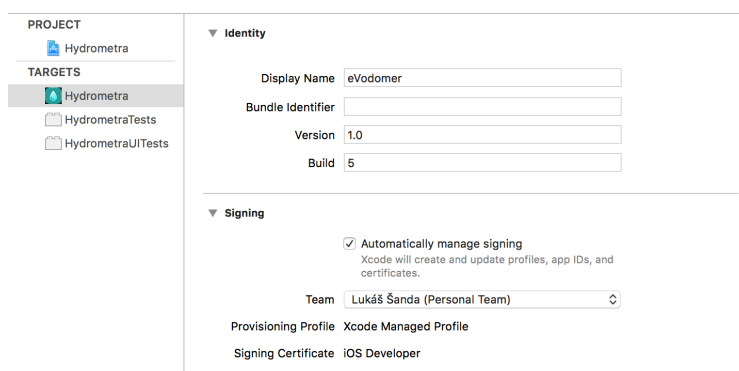 PROJECT
Hydrometra
TARGETS
Hydrometra
HydrometraTests
HydrometraUITests
Identity
Display Name eVodomer
Bundle Identifier
Version 1.0
Build 5
Signing
Automatically manage signing
Xcode will create and update profiles, app IDs, and
certificates.
Team Lukáš Šanda (Personal Team)
Provisioning Profile Xcode Managed Profile
Signing Certificate iOS Developer